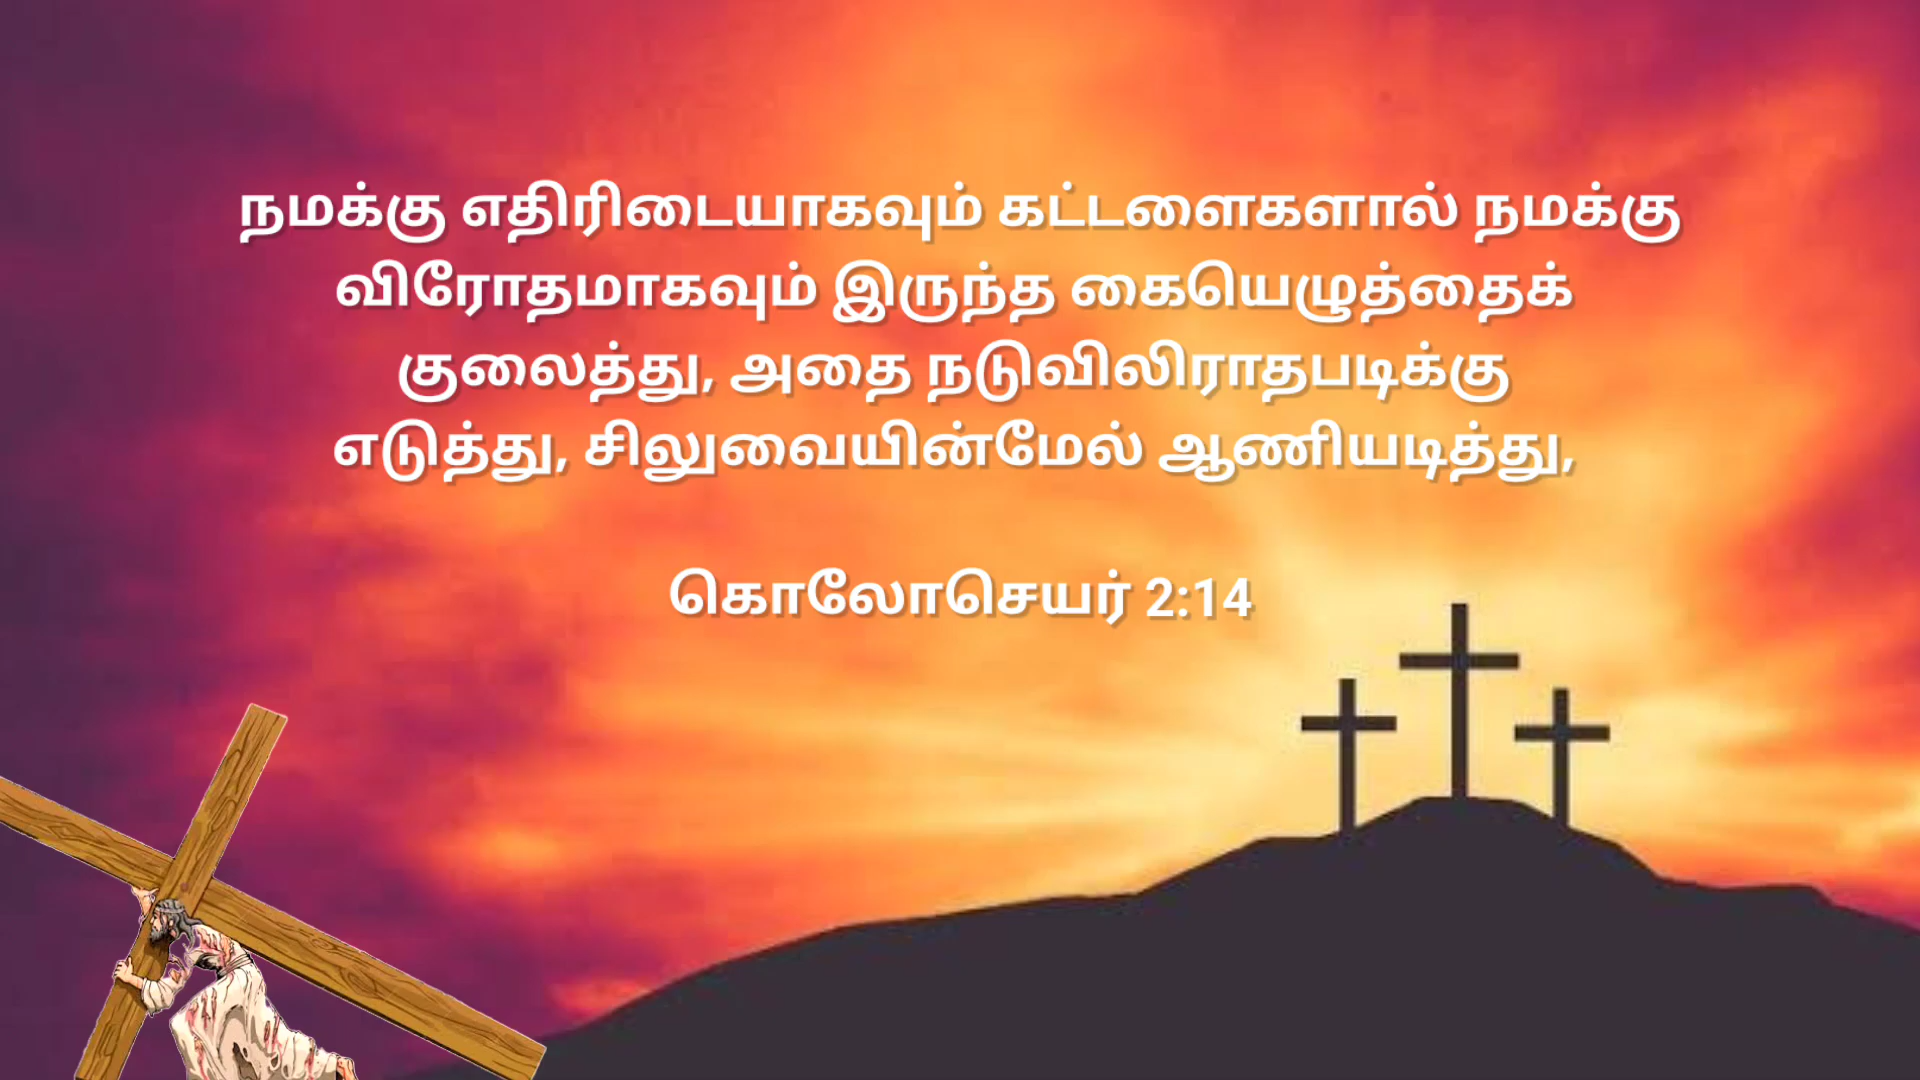 நமக்கு எதிரிடையாகவும் கட்டளைகளால் நமக்கு
விரோதமாகவும் இருந்த கையெழுத்தைக்
குலைத்து, அதை நடுவிலிராதபடிக்கு
எடுத்து, சிலுவையின்மேல் ஆணியடித்து,
கொலோசெயர் 2:14